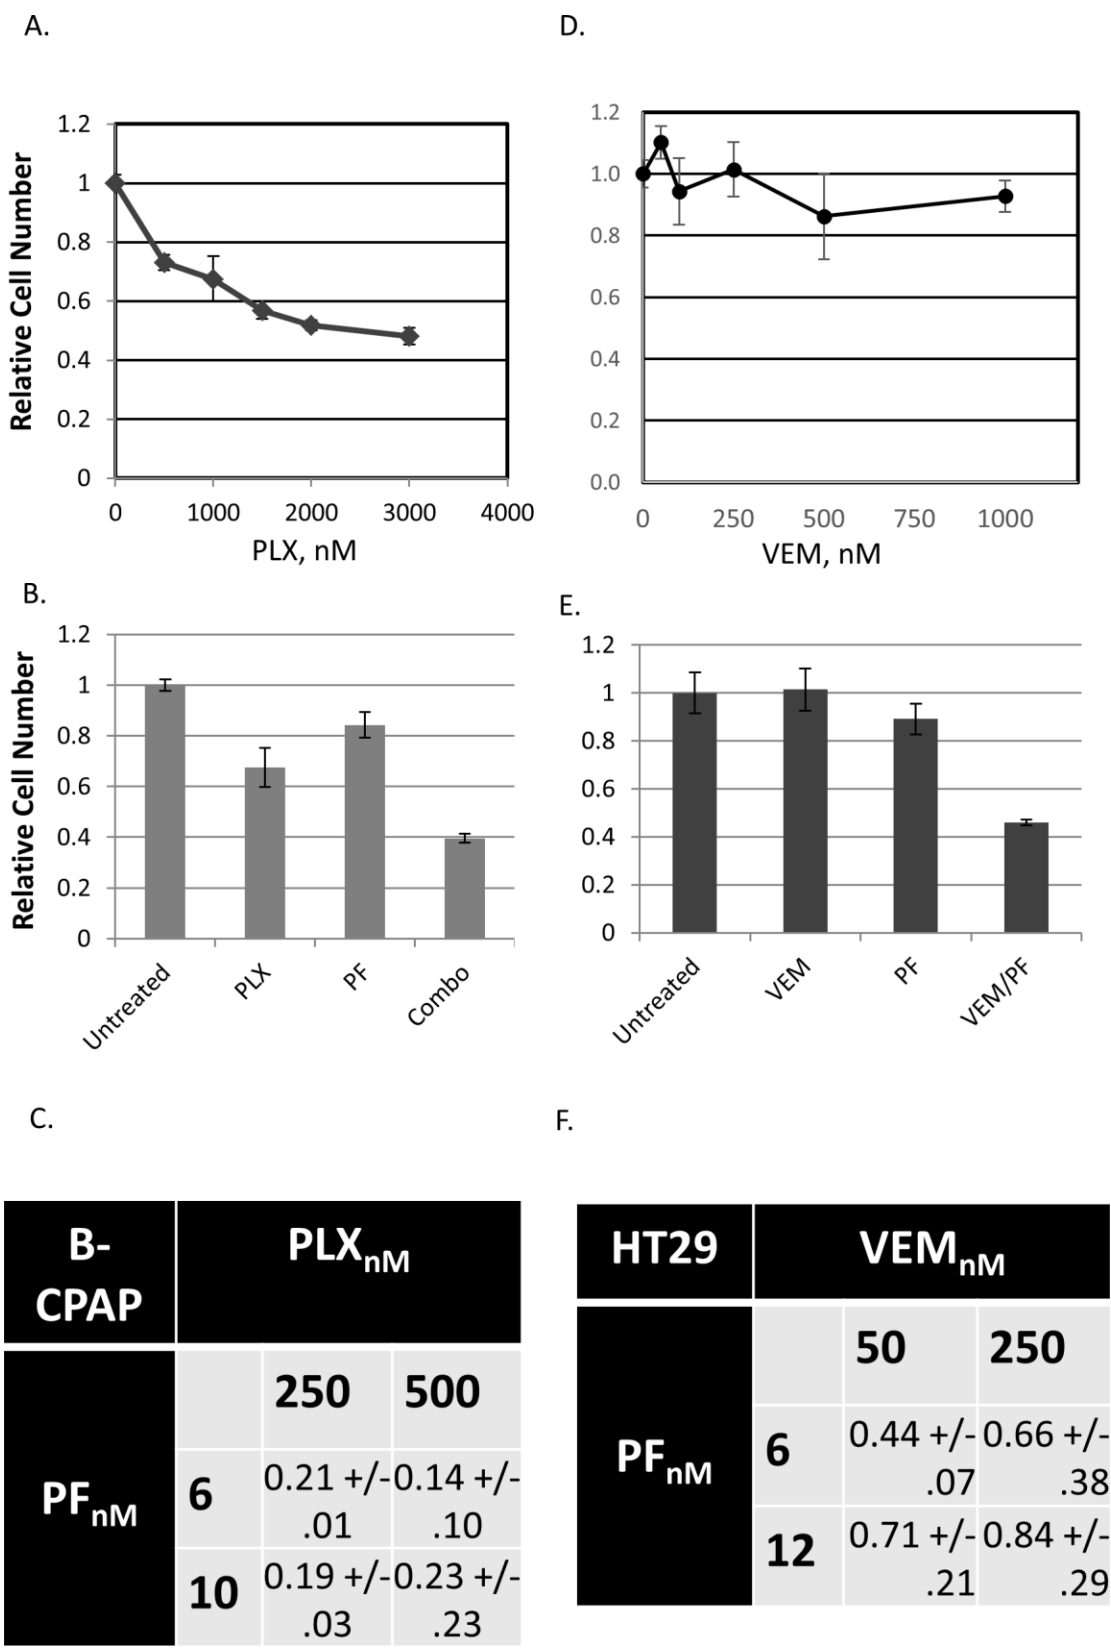 A.
Relative Cell Number
1.2
1
0.8
0.6
0.4
0.2
0
0 1000 2000 3000 4000
PLX, nM
D.
1.2
1.0
0.8
0.6
0.4
0.2
0.0
0 250 500 750 1000
VEM, nM
B.
Relative Cell Number
1.2
1
0.8
0.6
0.4
0.2
0
Untreated
PLX
PF
Combo
E.
1.2
1
0.8
0.6
0.4
0.2
0
Untreated
VEM
PF
VEM/PF
C.
B-
CPAP
PLXnM
250 500
PFnM
6
0.21 +/-
.01
0.14 +/-
.10
10
0.19 +/-
.03
0.23 +/-
.23
F.
HT29
VEMnM
50 250
PFnM
6
0.44 +/-
.07
0.66 +/-
.38
12
0.71 +/-
.21
0.84 +/-
.29